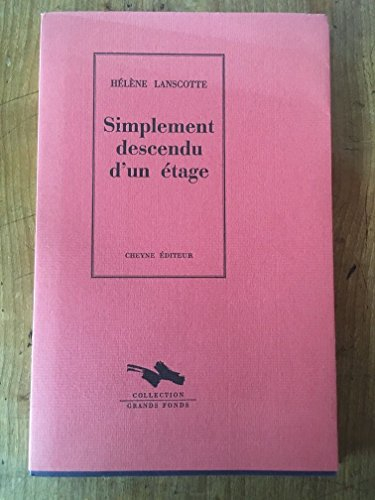 HÉLÈNE LANSCOTTE
Simplement
descendu
d'un étage
CHEYNE ÉDITEUR
COLLECTION
GRANDS FONDS